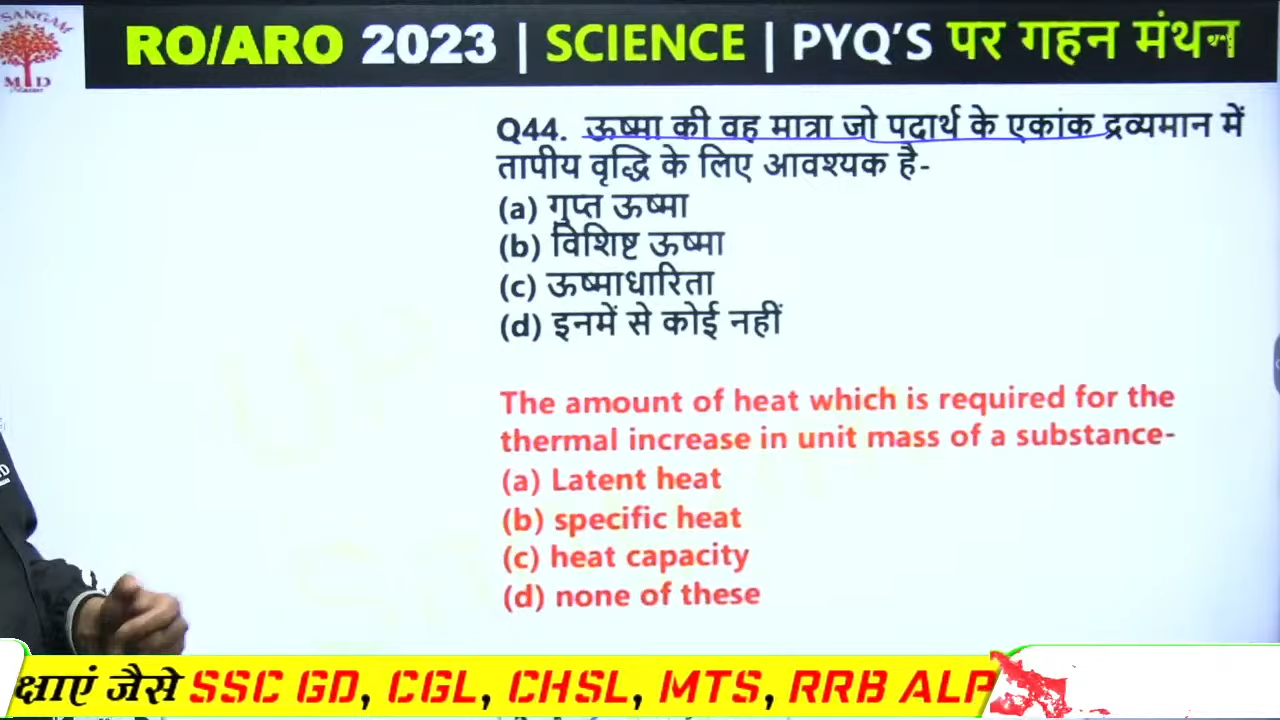 SANGAM
M D
RO/ARO 2023 | SCIENCE | PYQ'S पर गहन मंथन
Q44. ऊष्मा की वह मात्रा जो पदार्थ के एकांक द्रव्यमान में
तापीय वृद्धि के लिए आवश्यक है-
(a) गुप्त ऊष्मा
(b) विशिष्ट ऊष्मा
(c) ऊष्माधारिता
(d) इनमें से कोई नहीं
The amount of heat which is required for the
thermal increase in unit mass of a substance-
(a) Latent heat
(b) specific heat
(c) heat capacity
(d) none of these
क्षाएं जैसे SSC GD, CGL, CHSL, MTS, RRB ALP